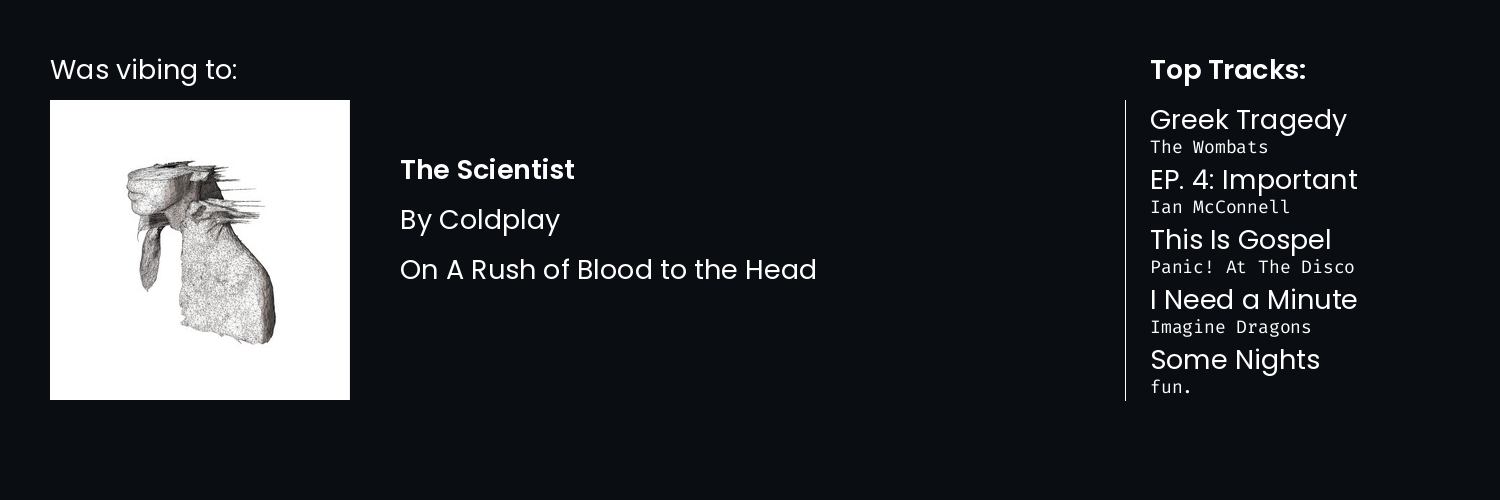 Was vibing to:
The Scientist
By Coldplay
On A Rush of Blood to the Head
Top Tracks:
Greek Tragedy
The Wombats
EP. 4: Important
Ian McConnell
This Is Gospel
Panic! At The Disco
I Need a Minute
Imagine Dragons
Some Nights
fun.